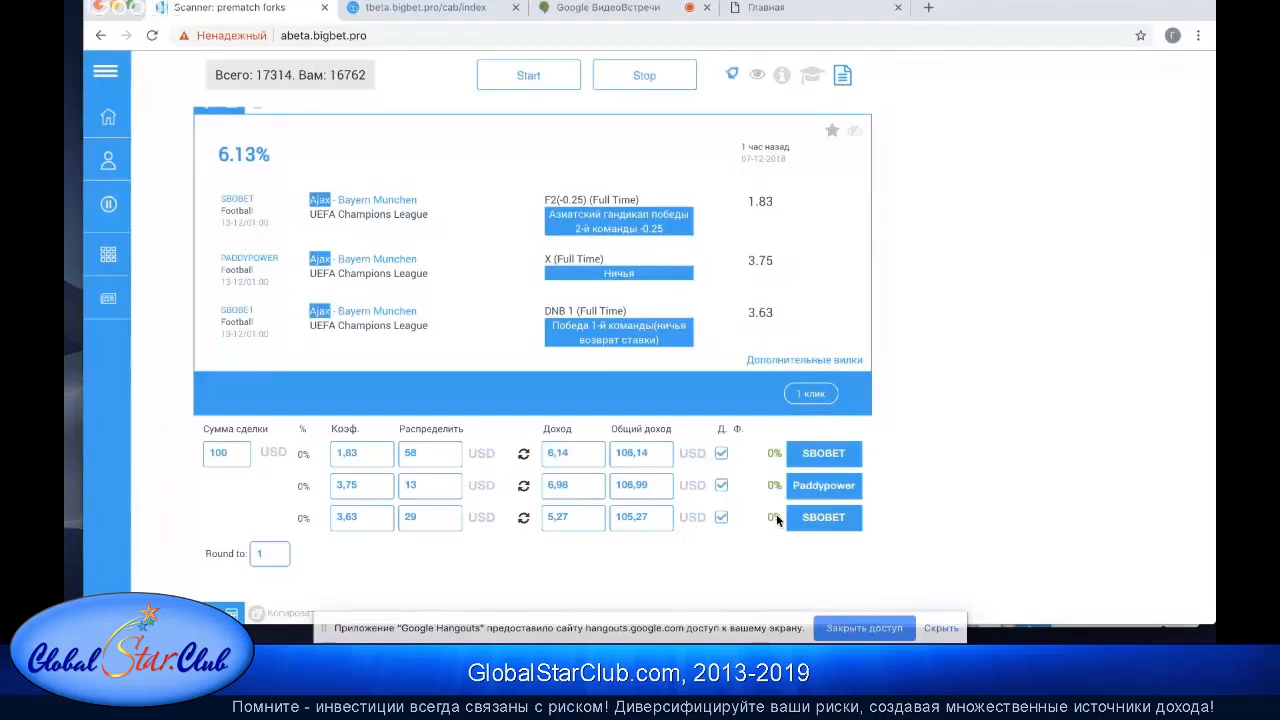 Scanner: prematch forks
tbeta.bigbet.pro/cab/index
Google ВидеоВстречи
Главная
Ненадежный
abeta.bigbet.pro
Всего: 17314. Вам: 16762
Start
Stop
6.13%
1 час назад
07-12-2018
SBOBET
Football
13-12/01:00
Ajax - Bayern Munchen
UEFA Champions League
F2(-0.25) (Full Time)
Азиатский гандикап победы
2-й команды -0.25
1.83
PADDYPOWER
Football
13-12/01:00
Ajax - Bayern Munchen
UEFA Champions League
X (Full Time)
Ничья
3.75
SBOBET
Football
13-12/01:00
Ajax - Bayern Munchen
UEFA Champions League
DNB 1 (Full Time)
Победа 1-й команды(ничья
возврат ставки)
3.63
Дополнительные вилки
1 клик
Сумма сделки % Коэф. Распределить Доход Общий доход Д. Ф.
100 USD 0% 1,83 58 USD 6,14 106,14 USD 0% SBOBET
0% 3,75 13 USD 6,98 106,99 USD 0% Paddypower
0% 3,63 29 USD 5,27 105,27 USD 0% SBOBET
Round to: 1
Приложение "Google Hangouts" предоставило сайту hangouts.google.com доступ к вашему экрану.
Закрыть доступ
Скрыть
Global Star.Club
GlobalStarClub.com, 2013-2019
Помните - инвестиции всегда связаны с риском! Диверсифицируйте ваши риски, создавая множественные источники дохода!